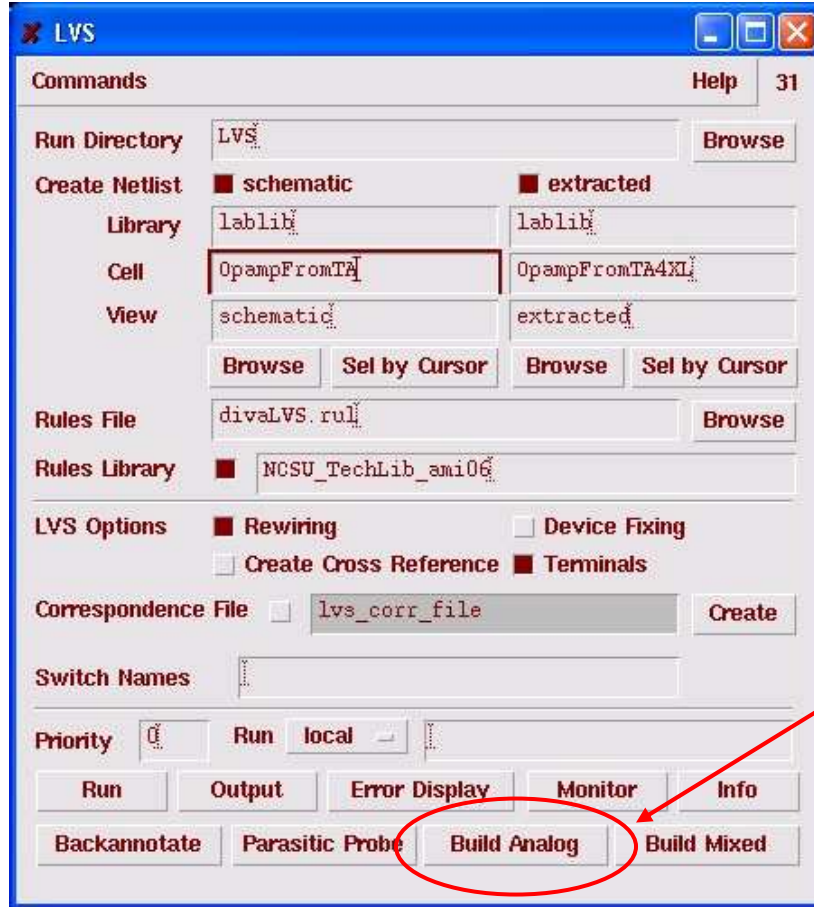 LVS
Commands Help 31
Run Directory LVS Browse
Create Netlist schematic extracted
Library lablib lablib
Cell OpampFromTA OpampFromTA4XL
View schematic extracted
Browse Sel by Cursor Browse Sel by Cursor
Rules File divaLVS.rul Browse
Rules Library NCSU_TechLib_ami06
LVS Options Rewiring Device Fixing
Create Cross Reference Terminals
Correspondence File lvs_corr_file Create
Switch Names
Priority 0 Run local
Run Output Error Display Monitor Info
Backannotate Parasitic Probe Build Analog Build Mixed